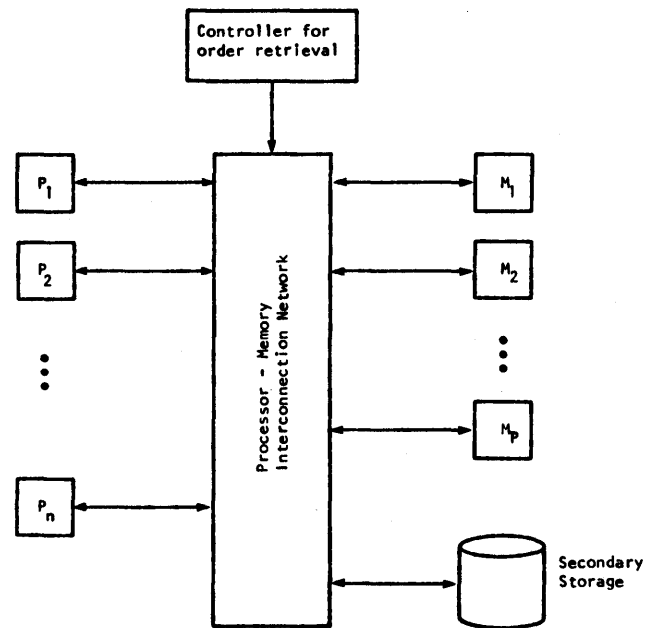 Controller for
order retrieval
P1
M1
P2
M2
Processor - Memory
Interconnection Network
Mp
Pn
Secondary
Storage